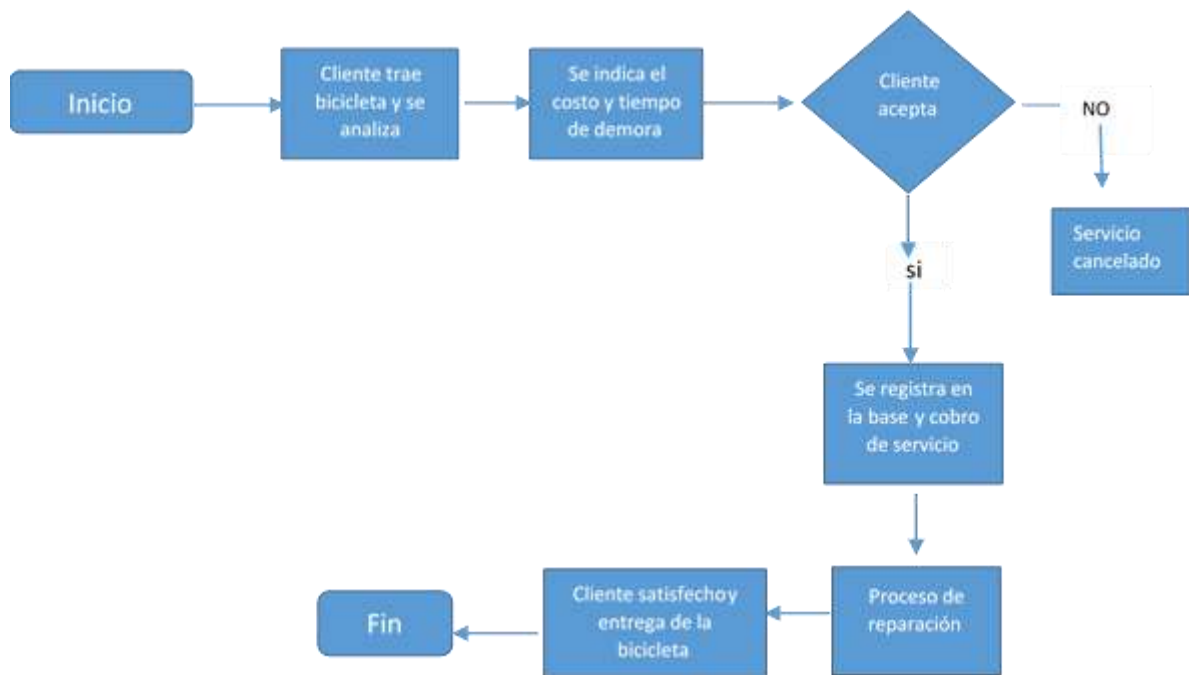 Inicio
Cliente trae
bicicleta y se
analiza
Se indica el
costo y tiempo
de demora
Cliente
acepta
NO
Servicio
cancelado
si
Se registra en
la base y cobro
de servicio
Proceso de
reparación
Cliente satisfecho y
entrega de la
bicicleta
Fin